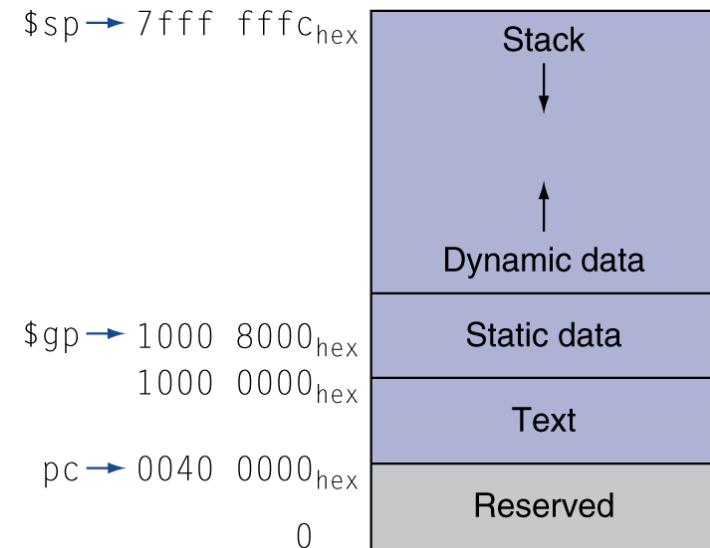 $sp → 7fff fffc hex
Stack
Dynamic data
$gp → 1000 8000 hex
Static data
1000 0000 hex
Text
pc → 0040 0000 hex
Reserved
0